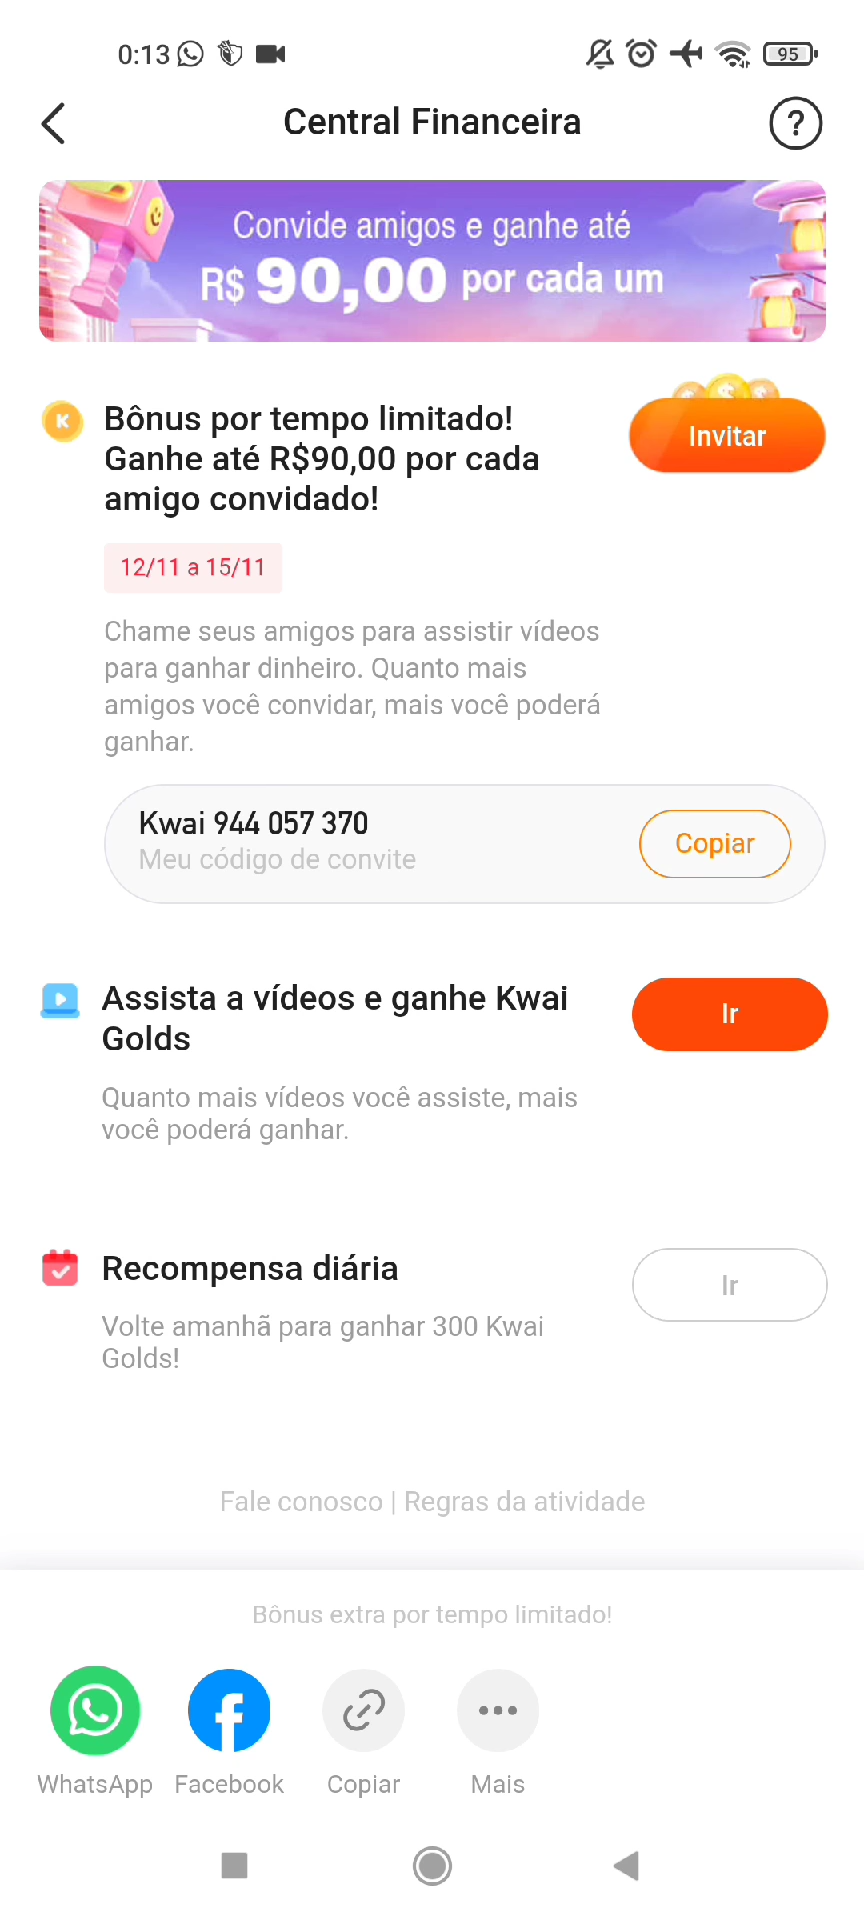 0:13
95
Central Financeira
?
Convide amigos e ganhe até
R$ 90,00 por cada um
K
Bônus por tempo limitado!
Ganhe até R$90,00 por cada
amigo convidado!
Invitar
12/11 a 15/11
Chame seus amigos para assistir vídeos
para ganhar dinheiro. Quanto mais
amigos você convidar, mais você poderá
ganhar.
Kwai 944 057 370
Meu código de convite
Copiar
Assista a vídeos e ganhe Kwai
Golds
Ir
Quanto mais vídeos você assiste, mais
você poderá ganhar.
Recompensa diária
Ir
Volte amanhã para ganhar 300 Kwai
Golds!
Fale conosco | Regras da atividade
Bônus extra por tempo limitado!
WhatsApp Facebook Copiar Mais